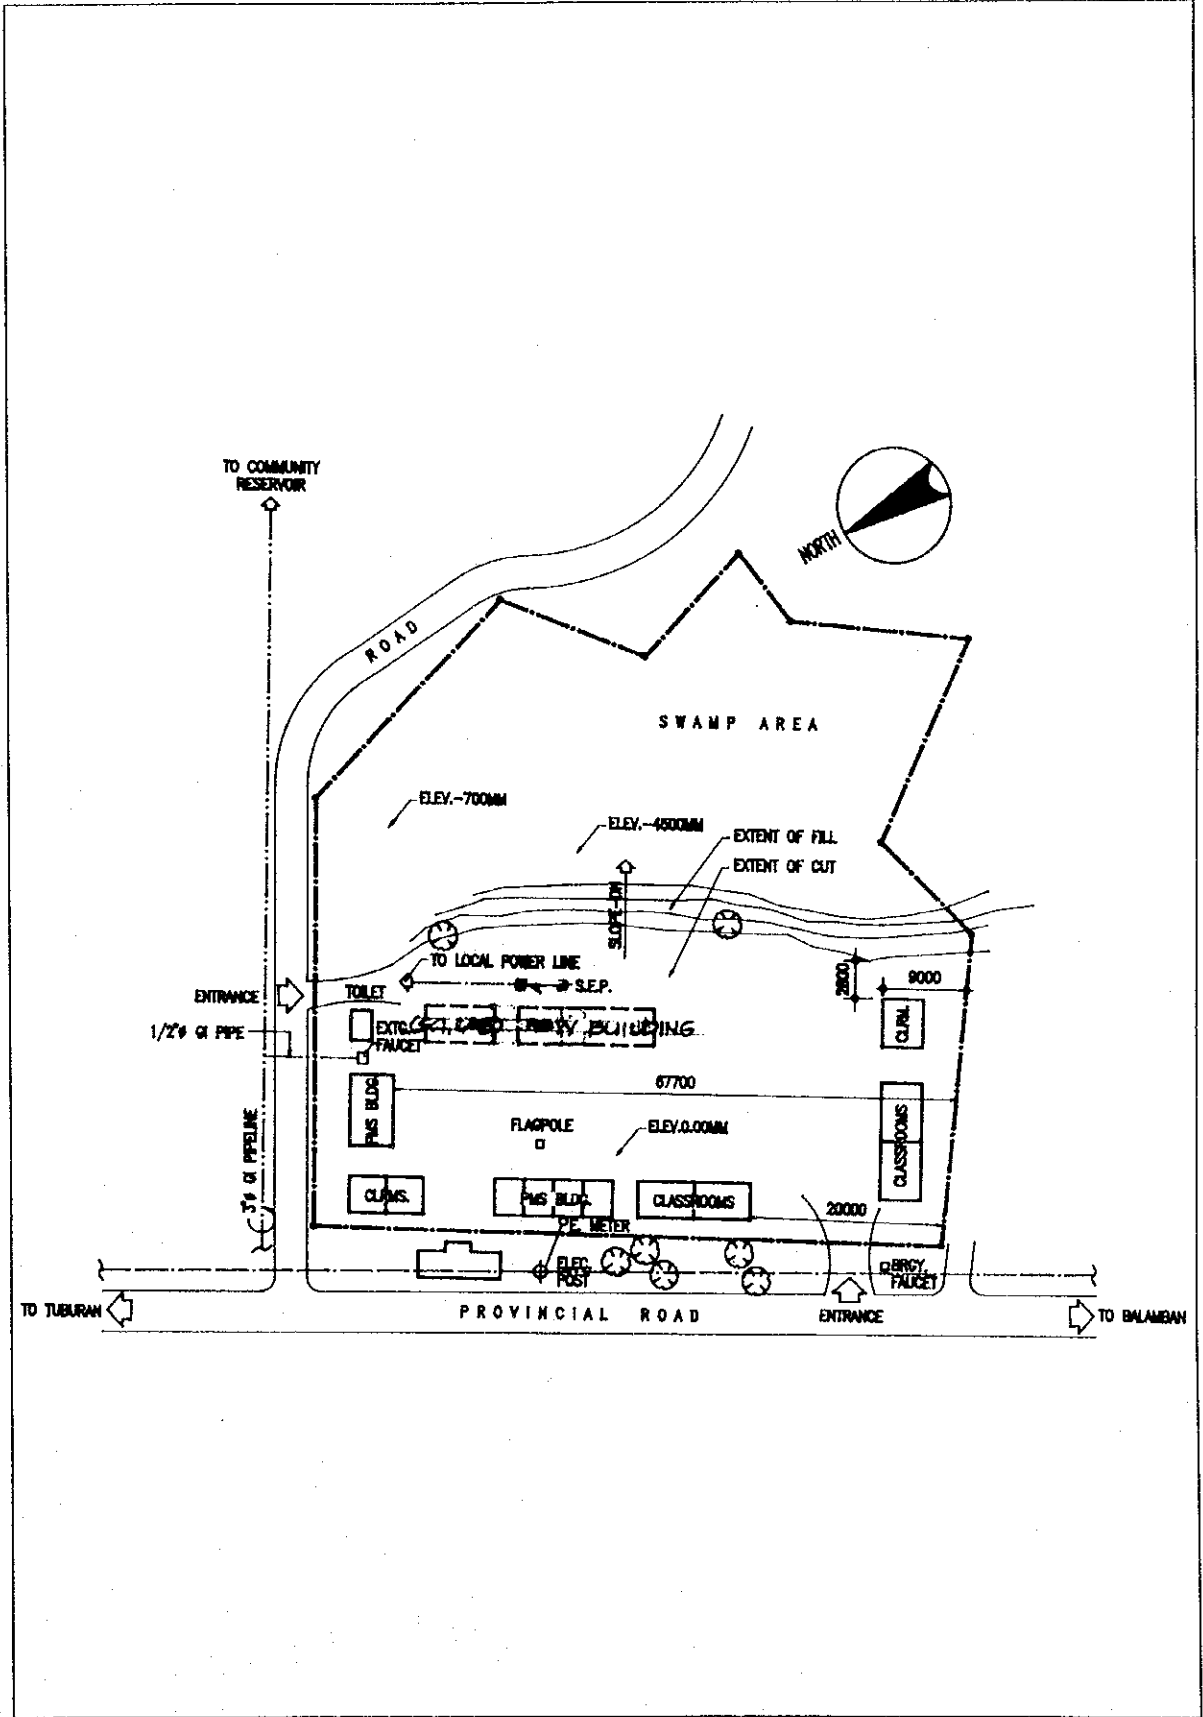 TO COMMUNITY
RESERVOIR
NORTH
ROAD
SWAMP AREA
ELEV.-700MM
ELEV.-4500MM
EXTENT OF FILL
EXTENT OF CUT
SLOPE-DN
TO LOCAL POWER LINE
S.E.P.
2800
9000
ENTRANCE
TOILET
1/2"ø GI PIPE
EXTG.
FAUCET
BUILDING
CLRM.
67700
PMS BLDG.
FLAGPOLE
ELEV.0.00MM
CLASSROOMS
3"ø GI PIPELINE
CLRMS.
PMS BLDG.
CLASSROOMS
20000
E. METER
ELEC.
POST
BRGY.
FAUCET
TO TUBURAN
PROVINCIAL ROAD
ENTRANCE
TO BALAMBAN